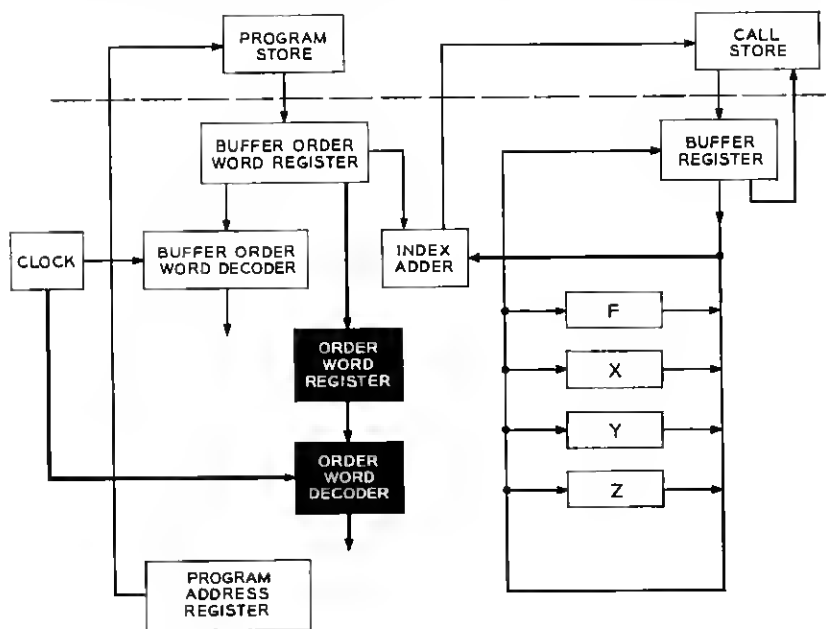 PROGRAM
STORE
CALL
STORE
BUFFER ORDER
WORD REGISTER
BUFFER
REGISTER
CLOCK
BUFFER ORDER
WORD DECODER
INDEX
ADDER
F
ORDER
WORD
REGISTER
X
Y
ORDER
WORD
DECODER
Z
PROGRAM
ADDRESS
REGISTER